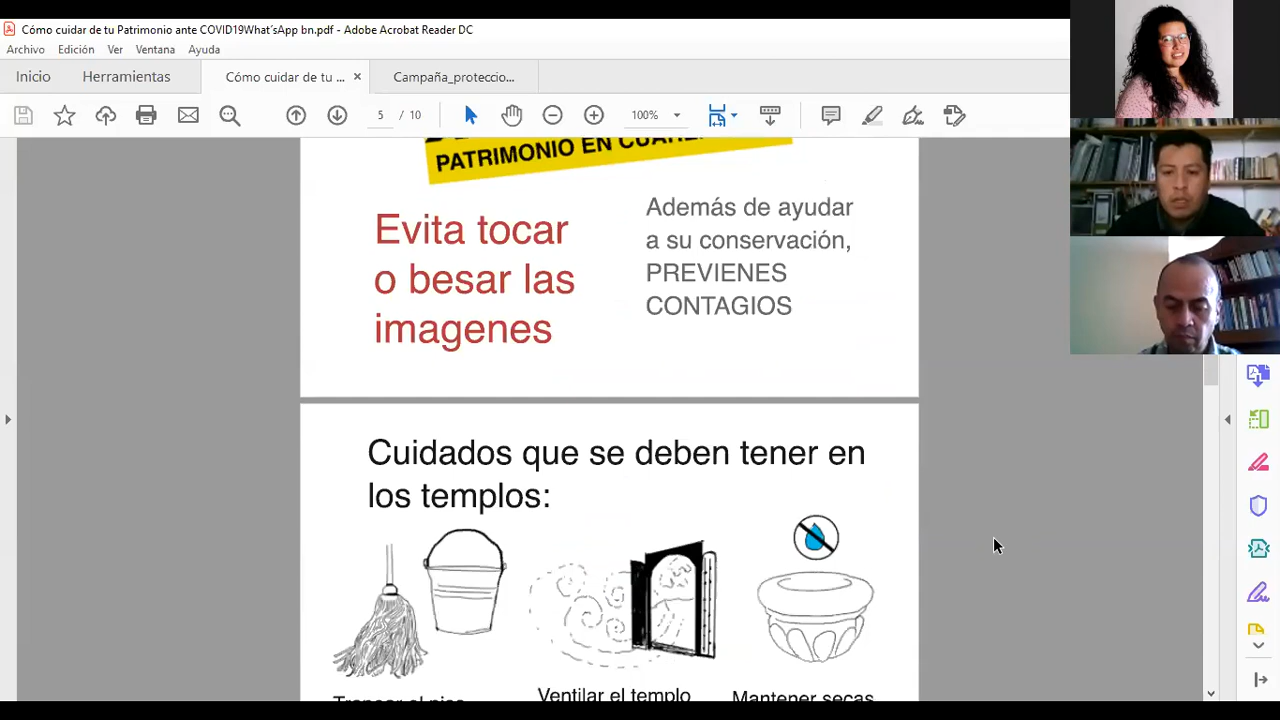 Cómo cuidar de tu Patrimonio ante COVID19What´sApp bn.pdf - Adobe Acrobat Reader DC
Archivo Edición Ver Ventana Ayuda
Inicio Herramientas Cómo cuidar de tu ... × Campaña_proteccio...
5 / 10 100%
PATRIMONIO EN
Evita tocar
o besar las
imagenes
Además de ayudar
a su conservación,
PREVIENES
CONTAGIOS
Cuidados que se deben tener en
los templos:
Ventilar el templo
Mantener secas